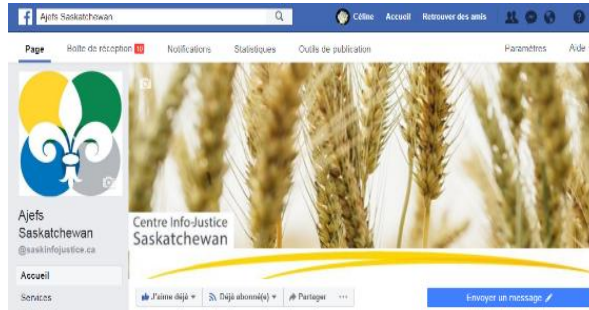 Ajefs Saskatchewan
Céline Accueil Retrouver des amis
Page Boîte de réception 10 Notifications Statistiques Outils de publication Paramètres Aide
Ajefs
Saskatchewan
@saskinfojustice.ca
Centre Info-Justice
Saskatchewan
Accueil
Services
J'aime déjà Déjà abonné(e) Partager ...
Envoyer un message